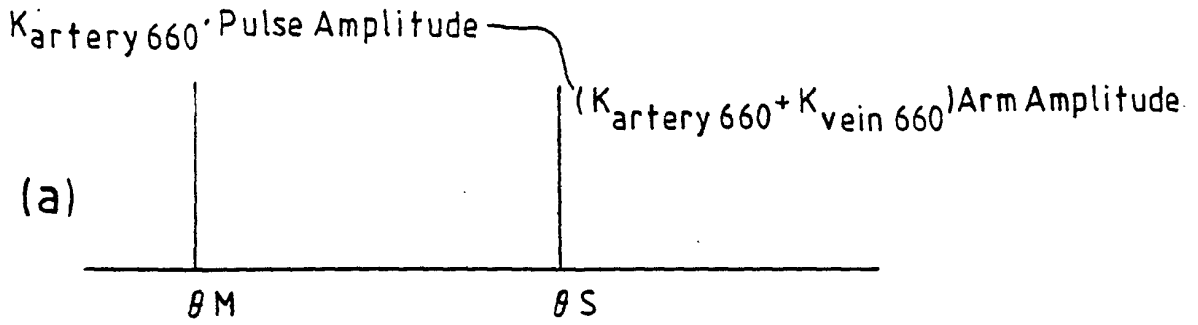 Kartery 660· Pulse Amplitude
(Kartery 660 + Kvein 660) Arm Amplitude
(a)
θM θS